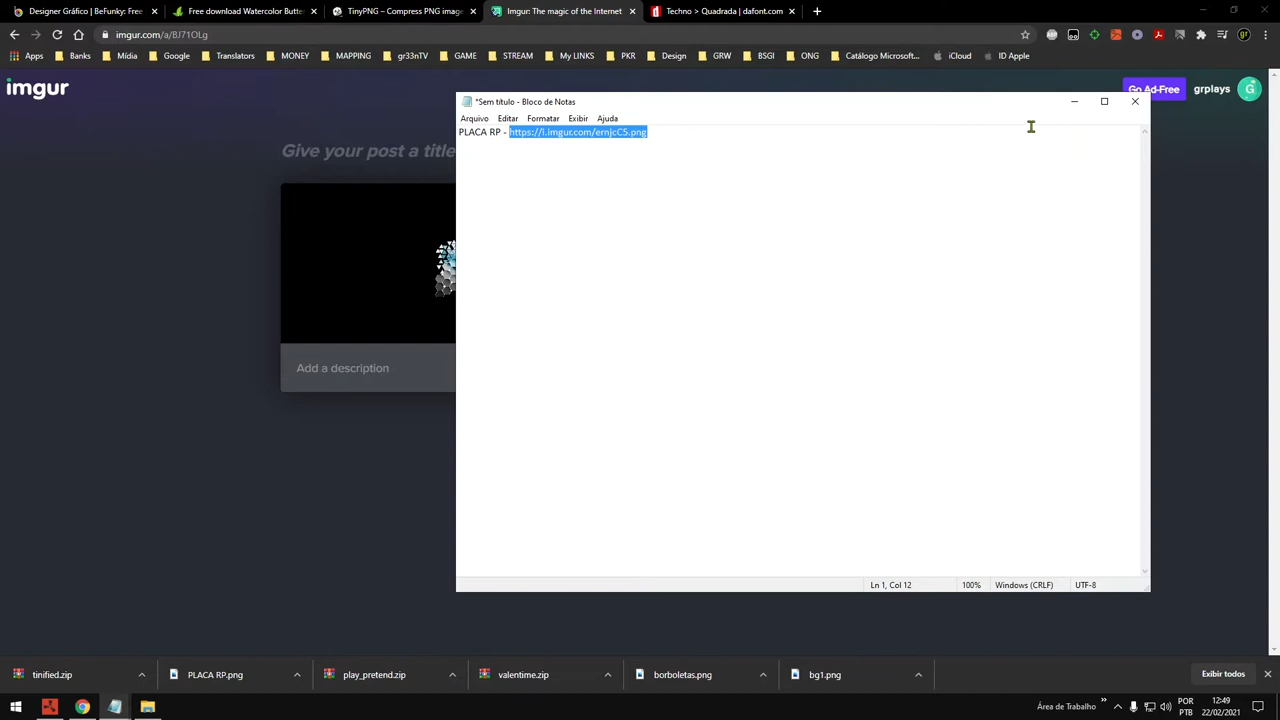 Designer Gráfico | BeFunky: Free
Free download Watercolor Butter
TinyPNG – Compress PNG image
Imgur: The magic of the Internet
Techno > Quadrada | dafont.com
imgur.com/a/BJ71OLg
Apps
Banks
Mídia
Google
Translators
MONEY
MAPPING
gr33nTV
GAME
STREAM
My LINKS
PKR
Design
GRW
BSGI
ONG
Catálogo Microsoft...
iCloud
ID Apple
imgur
Go Ad-Free
grplays
G
*Sem título - Bloco de Notas
Arquivo Editar Formatar Exibir Ajuda
PLACA RP - https://i.imgur.com/ernjcC5.png
Give your post a title
Add a description
Ln 1, Col 12
100%
Windows (CRLF)
UTF-8
tinified.zip
PLACA RP.png
play_pretend.zip
valentime.zip
borboletas.png
bg1.png
Exibir todos
Área de Trabalho
POR
PTB
12:49
22/02/2021